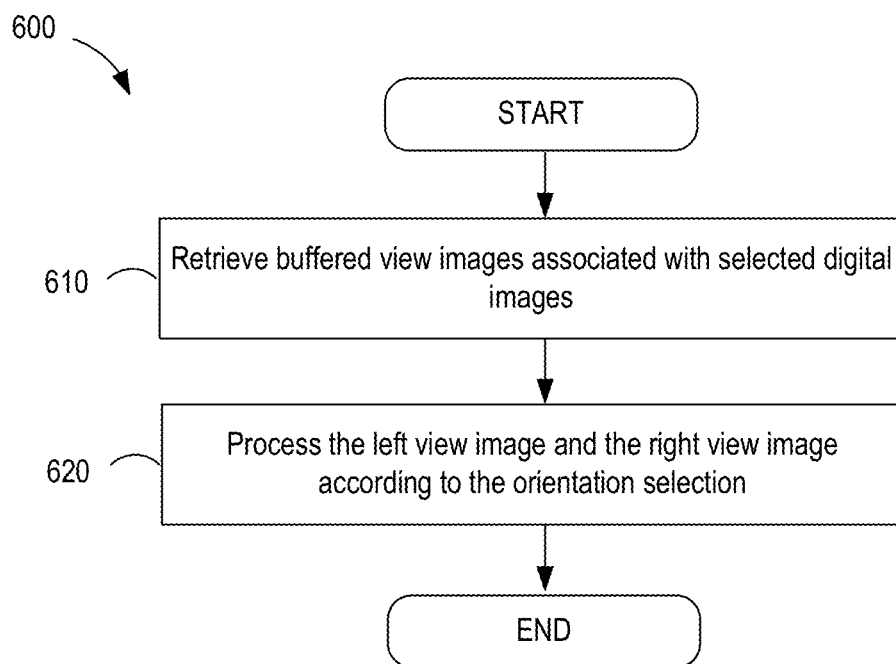 600
START
Retrieve buffered view images associated with selected digital
images
610
Process the left view image and the right view image
according to the orientation selection
620
END